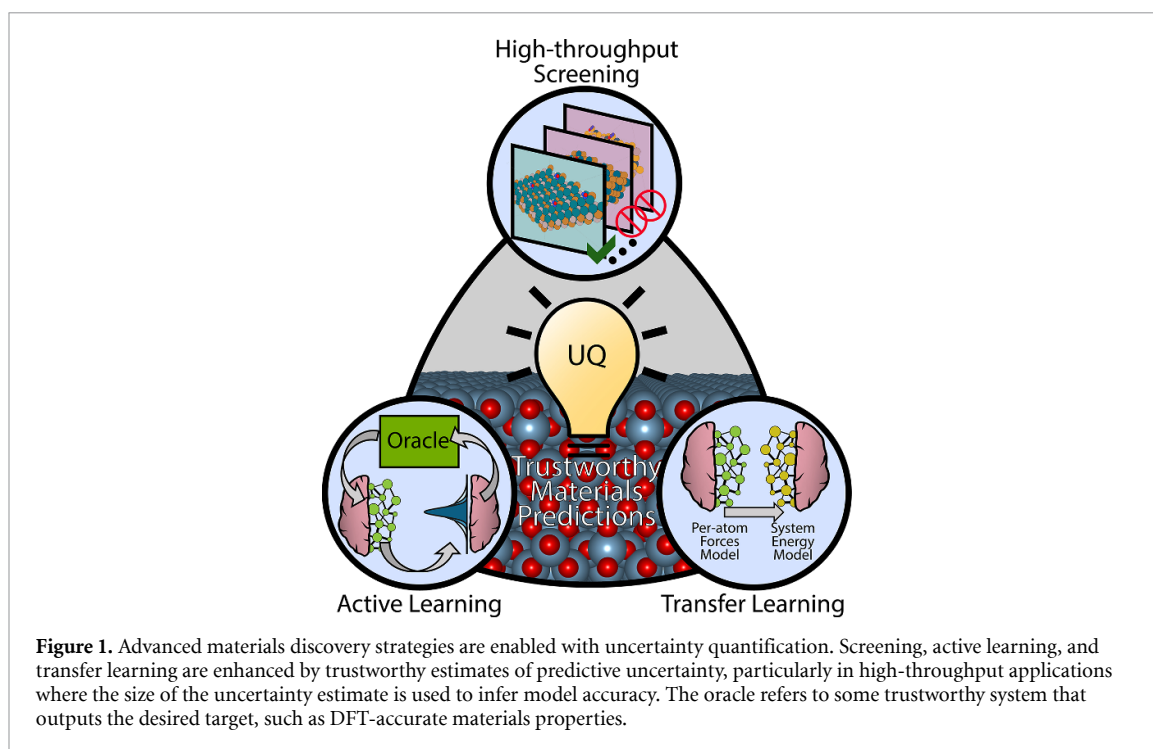 High-throughput
Screening
UQ
Oracle
Trustworthy
Materials
Predictions
Per-atom
Forces
Model
System
Energy
Model
Active Learning
Transfer Learning
Figure 1. Advanced materials discovery strategies are enabled with uncertainty quantification. Screening, active learning, and
transfer learning are enhanced by trustworthy estimates of predictive uncertainty, particularly in high-throughput applications
where the size of the uncertainty estimate is used to infer model accuracy. The oracle refers to some trustworthy system that
outputs the desired target, such as DFT-accurate materials properties.